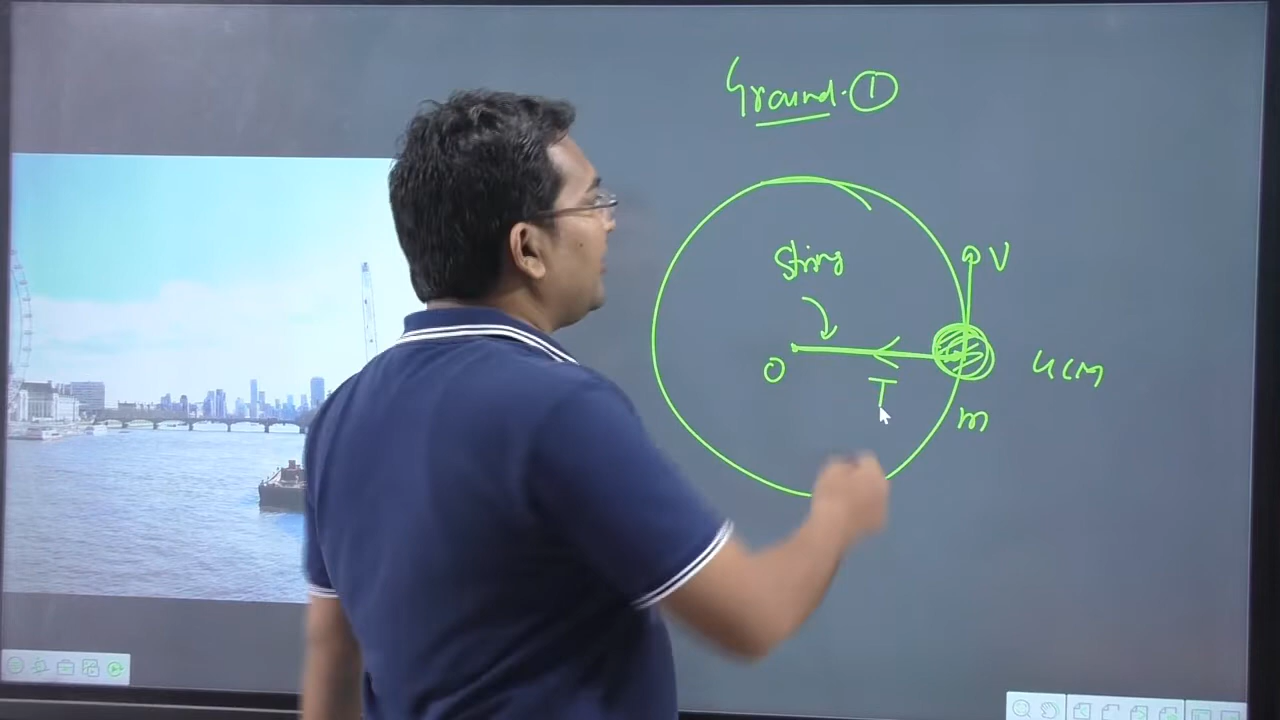 Ground. ①
String
V
O
T
UCM
m